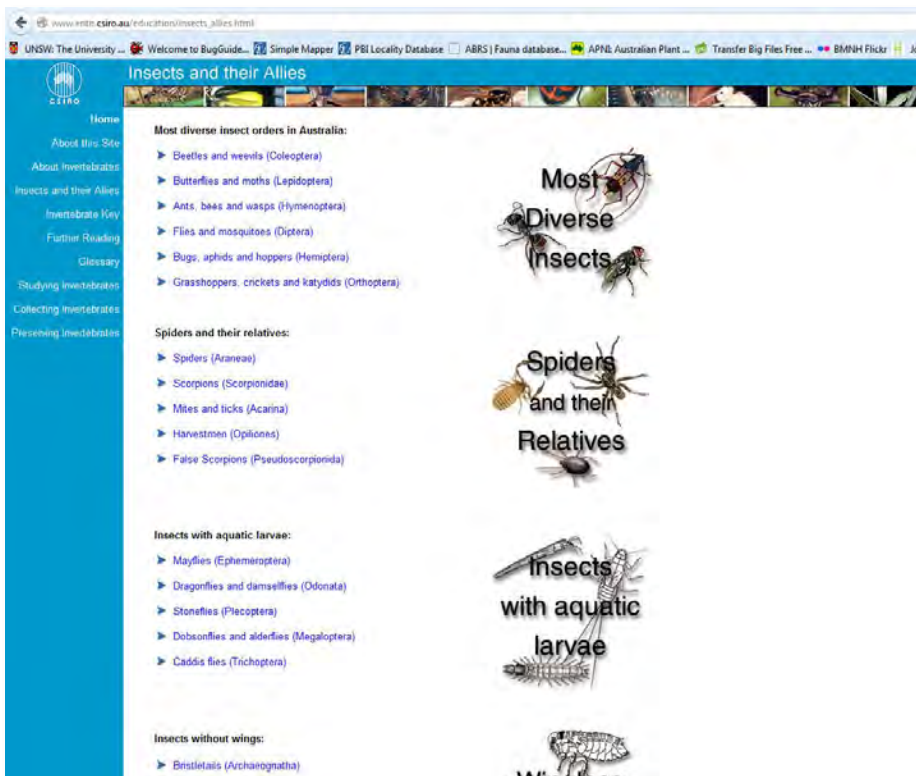 www.ento.csiro.au/education/insects_allies.html
UNSW: The University ... Welcome to BugGuide... Simple Mapper PBI Locality Database ABRS | Fauna database... APNI: Australian Plant ... Transfer Big Files Free ... BMNH Flickr
CSIRO
Insects and their Allies
Home
About this Site
About Invertebrates
Insects and their Allies
Invertebrate Key
Further Reading
Glossary
Studying Invertebrates
Collecting Invertebrates
Preserving Invertebrates
Most diverse insect orders in Australia:
Beetles and weevils (Coleoptera)
Butterflies and moths (Lepidoptera)
Ants, bees and wasps (Hymenoptera)
Flies and mosquitoes (Diptera)
Bugs, aphids and hoppers (Hemiptera)
Grasshoppers, crickets and katydids (Orthoptera)
Most
Diverse
Insects
Spiders and their relatives:
Spiders (Araneae)
Scorpions (Scorpionidae)
Mites and ticks (Acarina)
Harvestmen (Opiliones)
False Scorpions (Pseudoscorpionida)
Spiders
and their
Relatives
Insects with aquatic larvae:
Mayflies (Ephemeroptera)
Dragonflies and damselflies (Odonata)
Stoneflies (Plecoptera)
Dobsonflies and alderflies (Megaloptera)
Caddis flies (Trichoptera)
Insects
with aquatic
larvae
Insects without wings:
Bristletails (Archaeognatha)